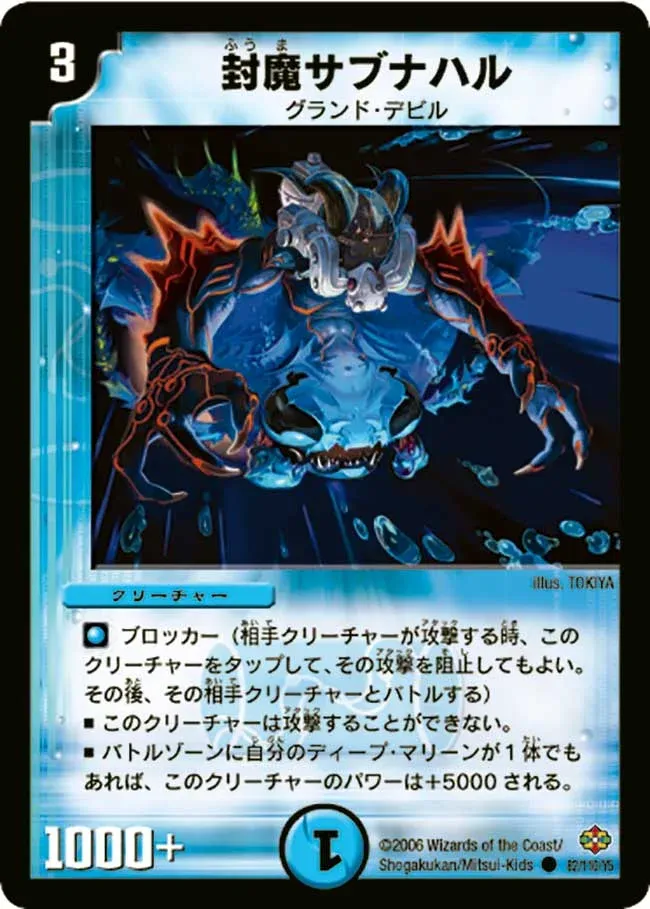 3
ふう ま
封魔サブナハル
グランド・デビル
illus. TOKIYA
クリーチャー
ブロッカー（相手クリーチャーが攻撃する時、この
クリーチャーをタップして、その攻撃を阻止してもよい。
その後、その相手クリーチャーとバトルする）
■ このクリーチャーは攻撃することができない。
■ バトルゾーンに自分のディープ・マリーンが1体でも
あれば、このクリーチャーのパワーは+5000される。
1000+
1
©2006 Wizards of the Coast/
Shogakukan/Mitsui-Kids ● 82/110 Y5